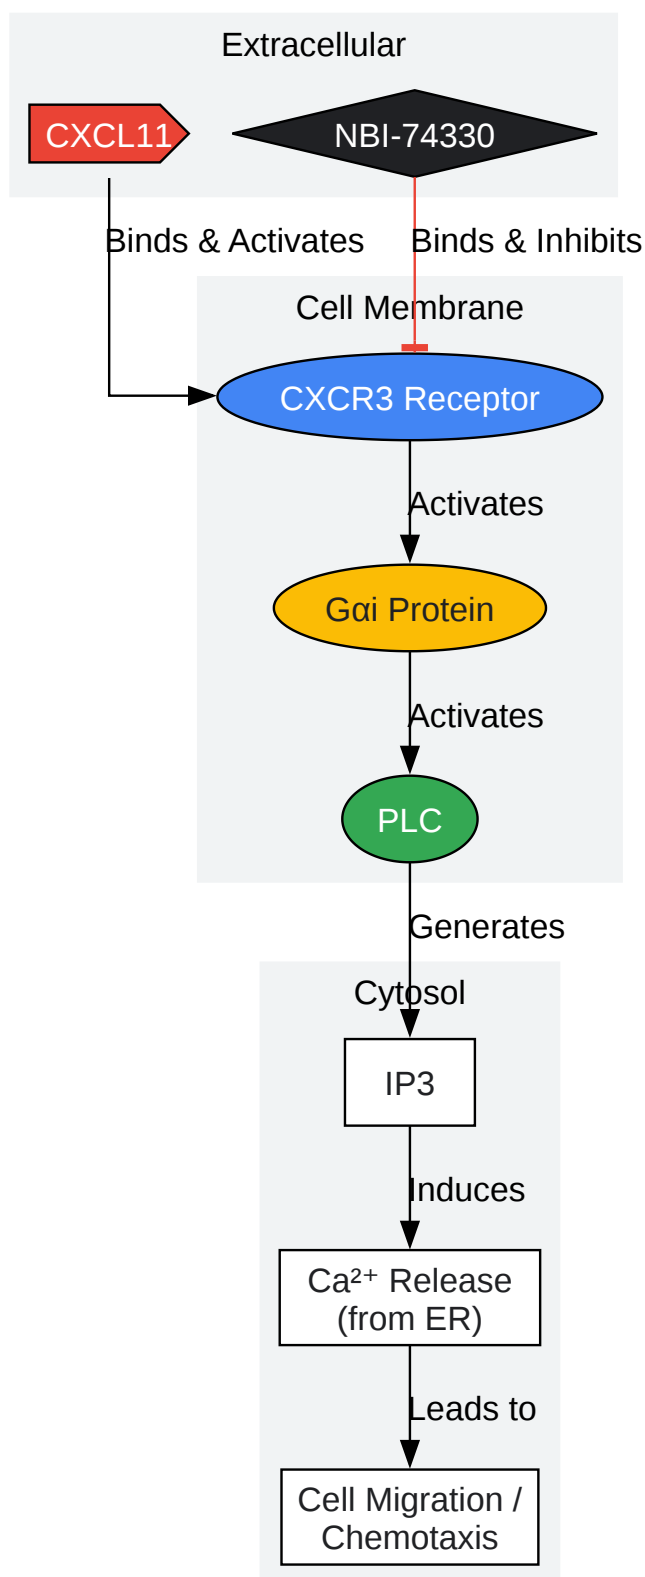 Extracellular
CXCL11
NBI-74330
Binds & Activates
Binds & Inhibits
Cell Membrane
CXCR3 Receptor
Activates
Gαi Protein
Activates
PLC
Generates
Cytosol
IP3
Induces
Ca²⁺ Release
(from ER)
Leads to
Cell Migration /
Chemotaxis